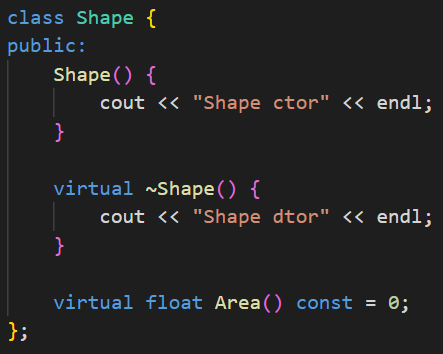 class Shape {
public:
    Shape() {
        cout << "Shape ctor" << endl;
    }

    virtual ~Shape() {
        cout << "Shape dtor" << endl;
    }

    virtual float Area() const = 0;
};